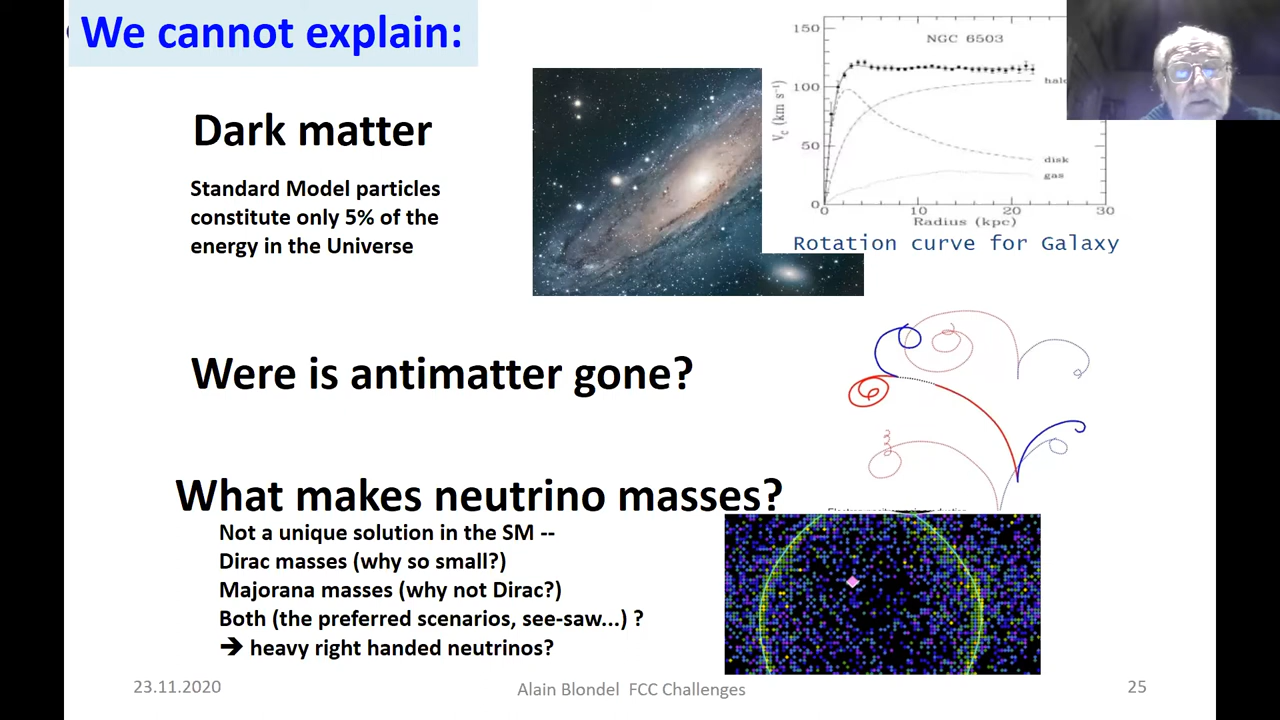 We cannot explain:
150
NGC 6503
100
50
0
V_c (km s⁻¹)
disk
gas
0
10
20
30
Radius (kpc)
Rotation curve for Galaxy
Dark matter
Standard Model particles
constitute only 5% of the
energy in the Universe
Were is antimatter gone?
What makes neutrino masses?
Not a unique solution in the SM --
Dirac masses (why so small?)
Majorana masses (why not Dirac?)
Both (the preferred scenarios, see-saw...) ?
➔ heavy right handed neutrinos?
23.11.2020
Alain Blondel FCC Challenges
25